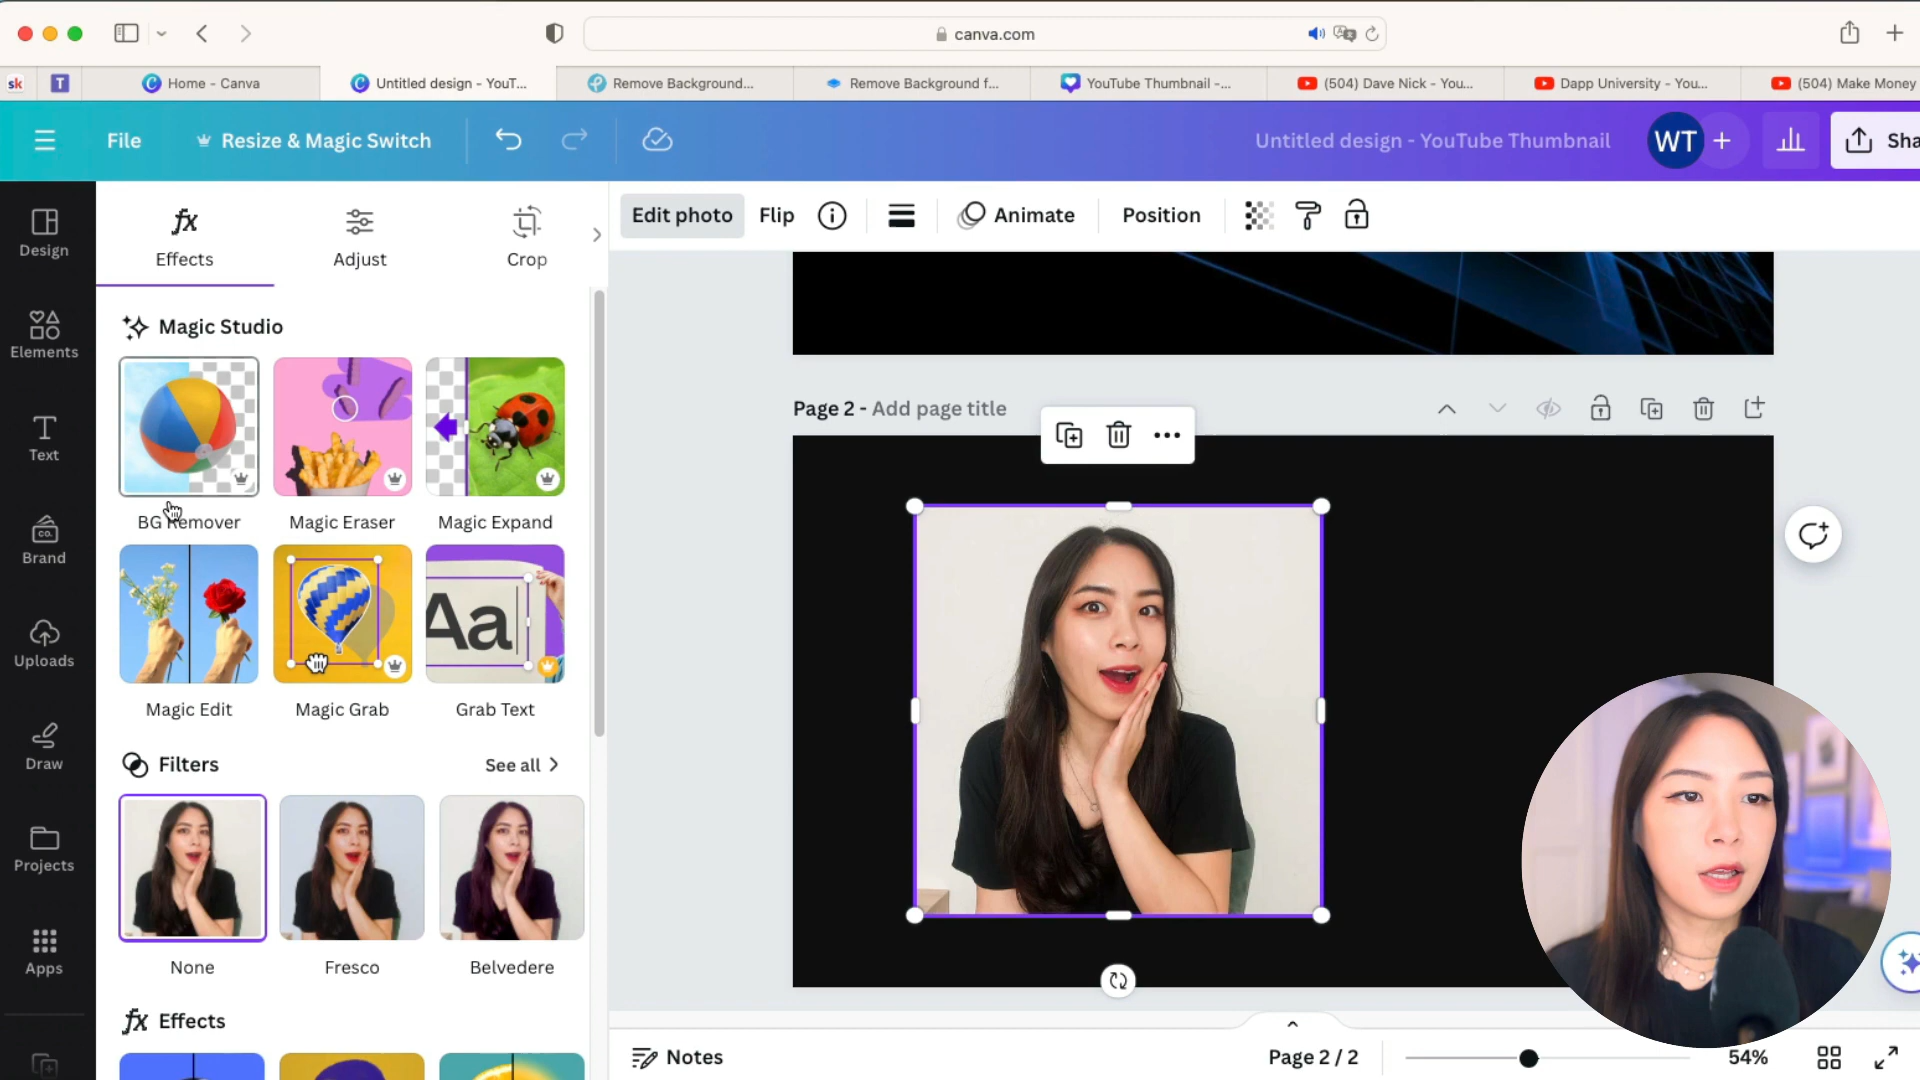 canva.com
sk
T
Home - Canva
Untitled design - YouT...
Remove Background...
Remove Background f...
YouTube Thumbnail -...
(504) Dave Nick - You...
Dapp University - You...
(504) Make Money
File
Resize & Magic Switch
Untitled design - YouTube Thumbnail
WT
Sha
Design
Elements
Text
Brand
Uploads
Draw
Projects
Apps
Effects
Adjust
Crop
Edit photo
Flip
Animate
Position
Magic Studio
BG Remover
Magic Eraser
Magic Expand
Aa
Magic Edit
Magic Grab
Grab Text
Filters
See all
None
Fresco
Belvedere
fx Effects
Page 2 - Add page title
Notes
Page 2 / 2
54%